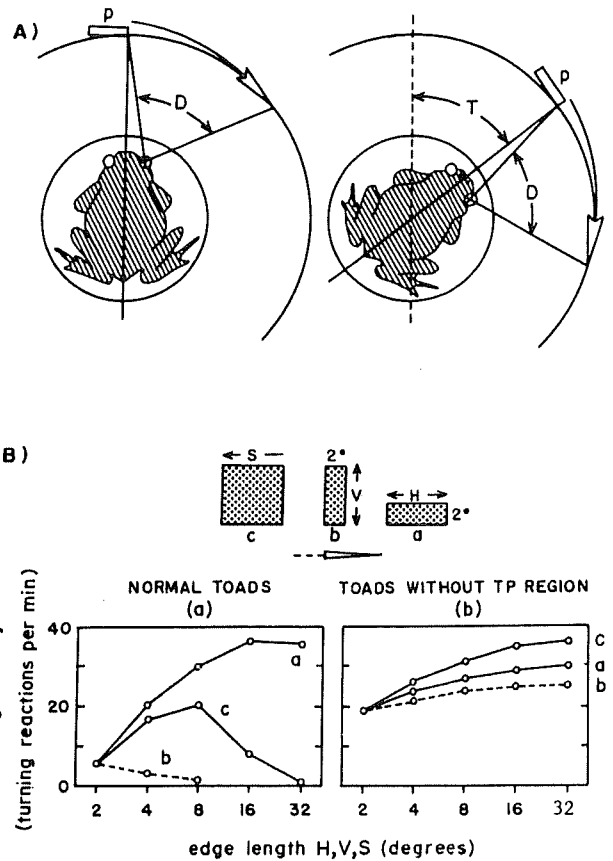 A)
p
D
p
T
D
B)
← S —
2°
V
← H →
2°
c
b
a
NORMAL TOADS
(a)
TOADS WITHOUT TP REGION
(b)
(turning reactions per min)
40
20
0
a
c
b
c
a
b
2 4 8 16 32
2 4 8 16 32
edge length H,V,S (degrees)